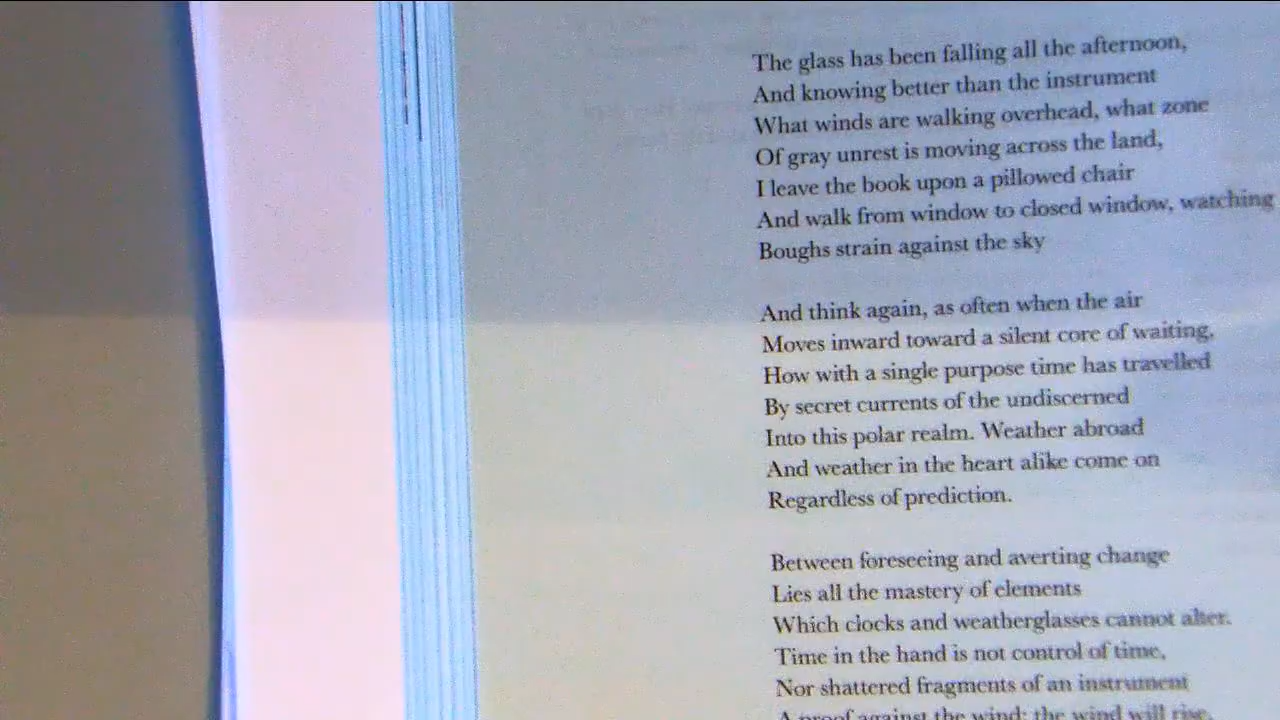 The glass has been falling all the afternoon,
And knowing better than the instrument
What winds are walking overhead, what zone
Of gray unrest is moving across the land,
I leave the book upon a pillowed chair
And walk from window to closed window, watching
Boughs strain against the sky
And think again, as often when the air
Moves inward toward a silent core of waiting,
How with a single purpose time has travelled
By secret currents of the undiscerned
Into this polar realm. Weather abroad
And weather in the heart alike come on
Regardless of prediction.
Between foreseeing and averting change
Lies all the mastery of elements
Which clocks and weatherglasses cannot alter.
Time in the hand is not control of time,
Nor shattered fragments of an instrument
A proof against the wind; the wind will rise,